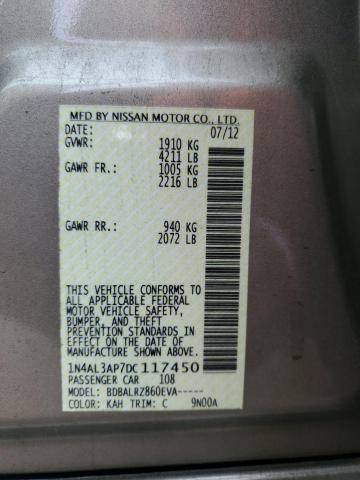 MFD BY NISSAN MOTOR CO., LTD.
DATE: 07/12
GVWR: 1910 KG
4211 LB
GAWR FR.: 1005 KG
2216 LB
GAWR RR.: 940 KG
2072 LB
THIS VEHICLE CONFORMS TO
ALL APPLICABLE FEDERAL
MOTOR VEHICLE SAFETY,
BUMPER, AND THEFT
PREVENTION STANDARDS IN
EFFECT ON THE DATE OF
MANUFACTURE SHOWN ABOVE.
1N4AL3AP7DC117450
PASSENGER CAR 108
MODEL: BDBALRZ860EVA-----
COLOR: KAH TRIM: C 9N00A